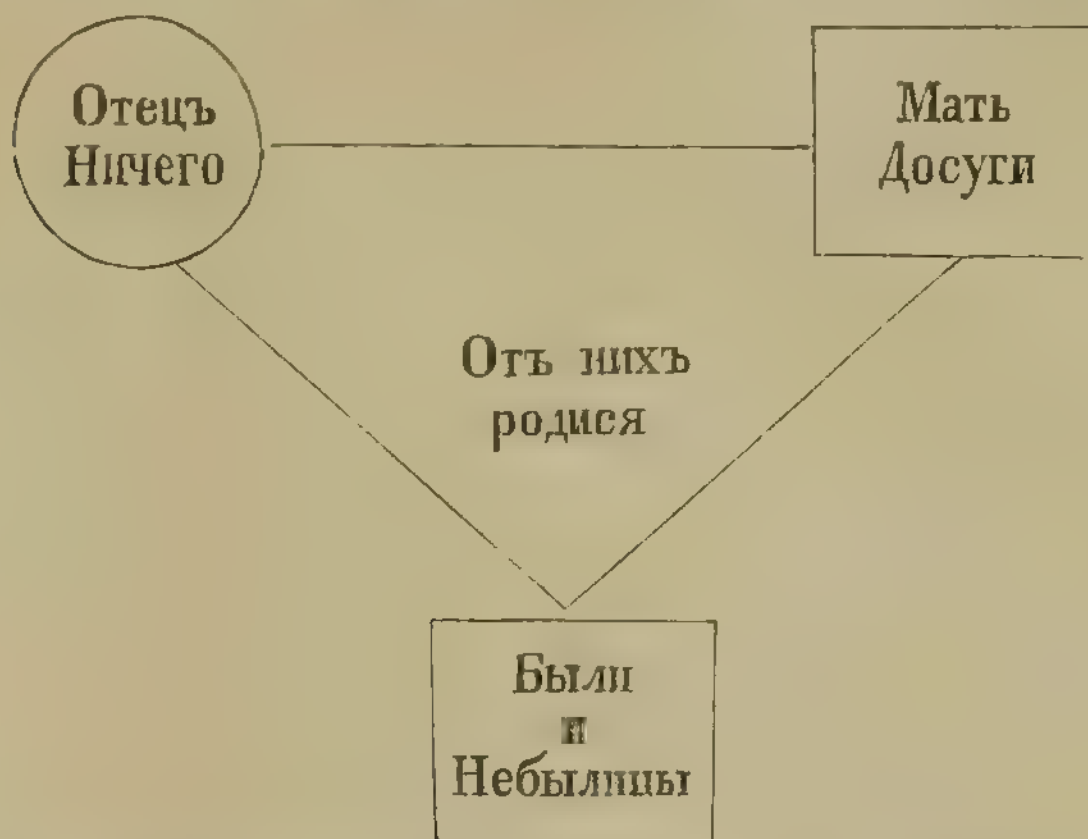 Отецъ
Ничего
Мать
Досуги
Отъ нихъ
родися
Были
и
Небылицы